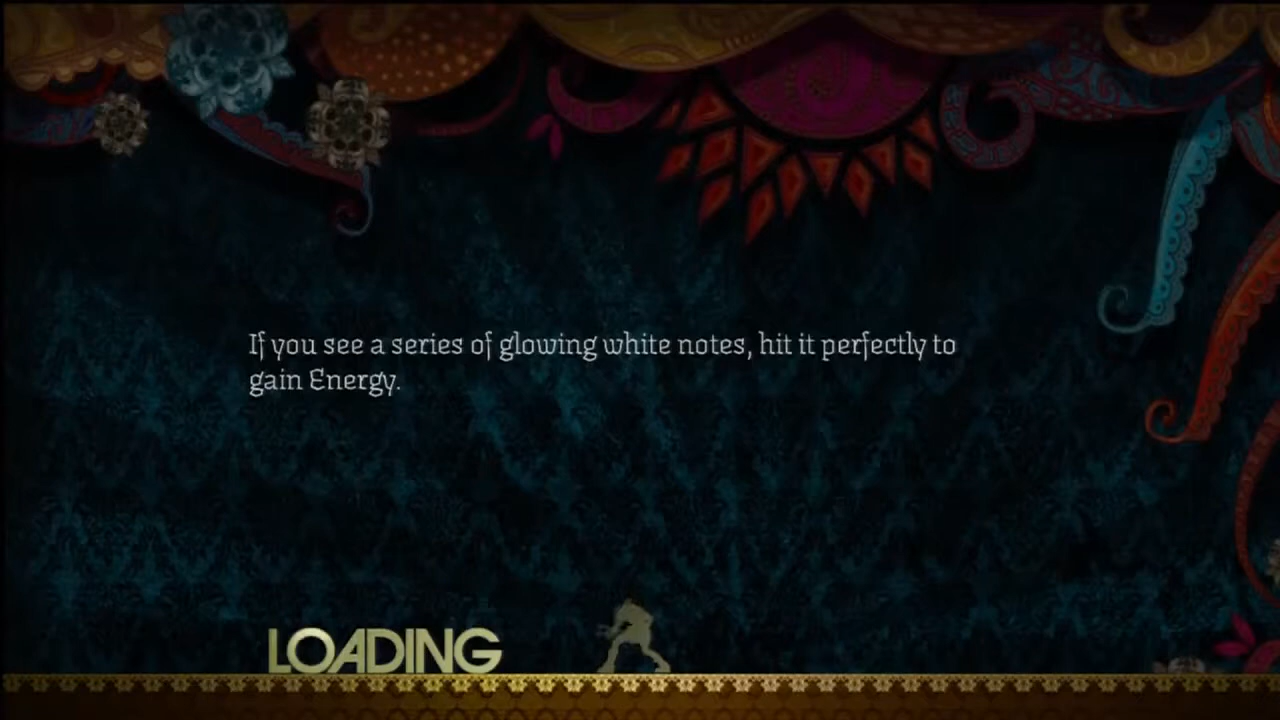 If you see a series of glowing white notes, hit it perfectly to
gain Energy.
LOADING